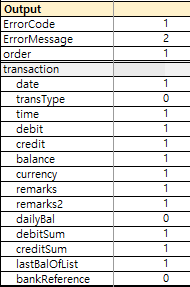 Output
ErrorCode 1
ErrorMessage 2
order 1
transaction
date 1
transType 0
time 1
debit 1
credit 1
balance 1
currency 1
remarks 1
remarks2 1
dailyBal 0
debitSum 1
creditSum 1
lastBalOfList 1
bankReference 0